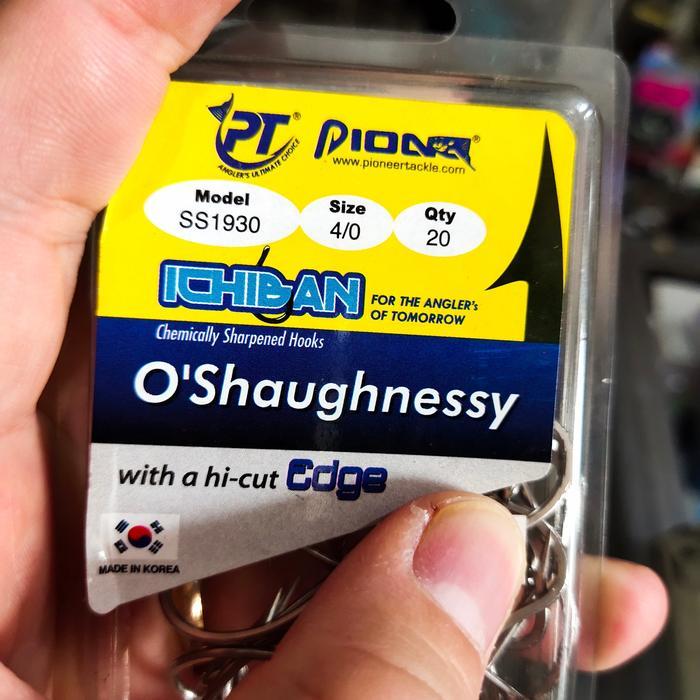 PT®
ANGLER'S ULTIMATE CHOICE
PIONEER®
www.pioneertackle.com
Model
SS1930
Size
4/0
Qty
20
ICHIBAN
FOR THE ANGLER's
OF TOMORROW
Chemically Sharpened Hooks
O'Shaughnessy
with a hi-cut Edge
MADE IN KOREA